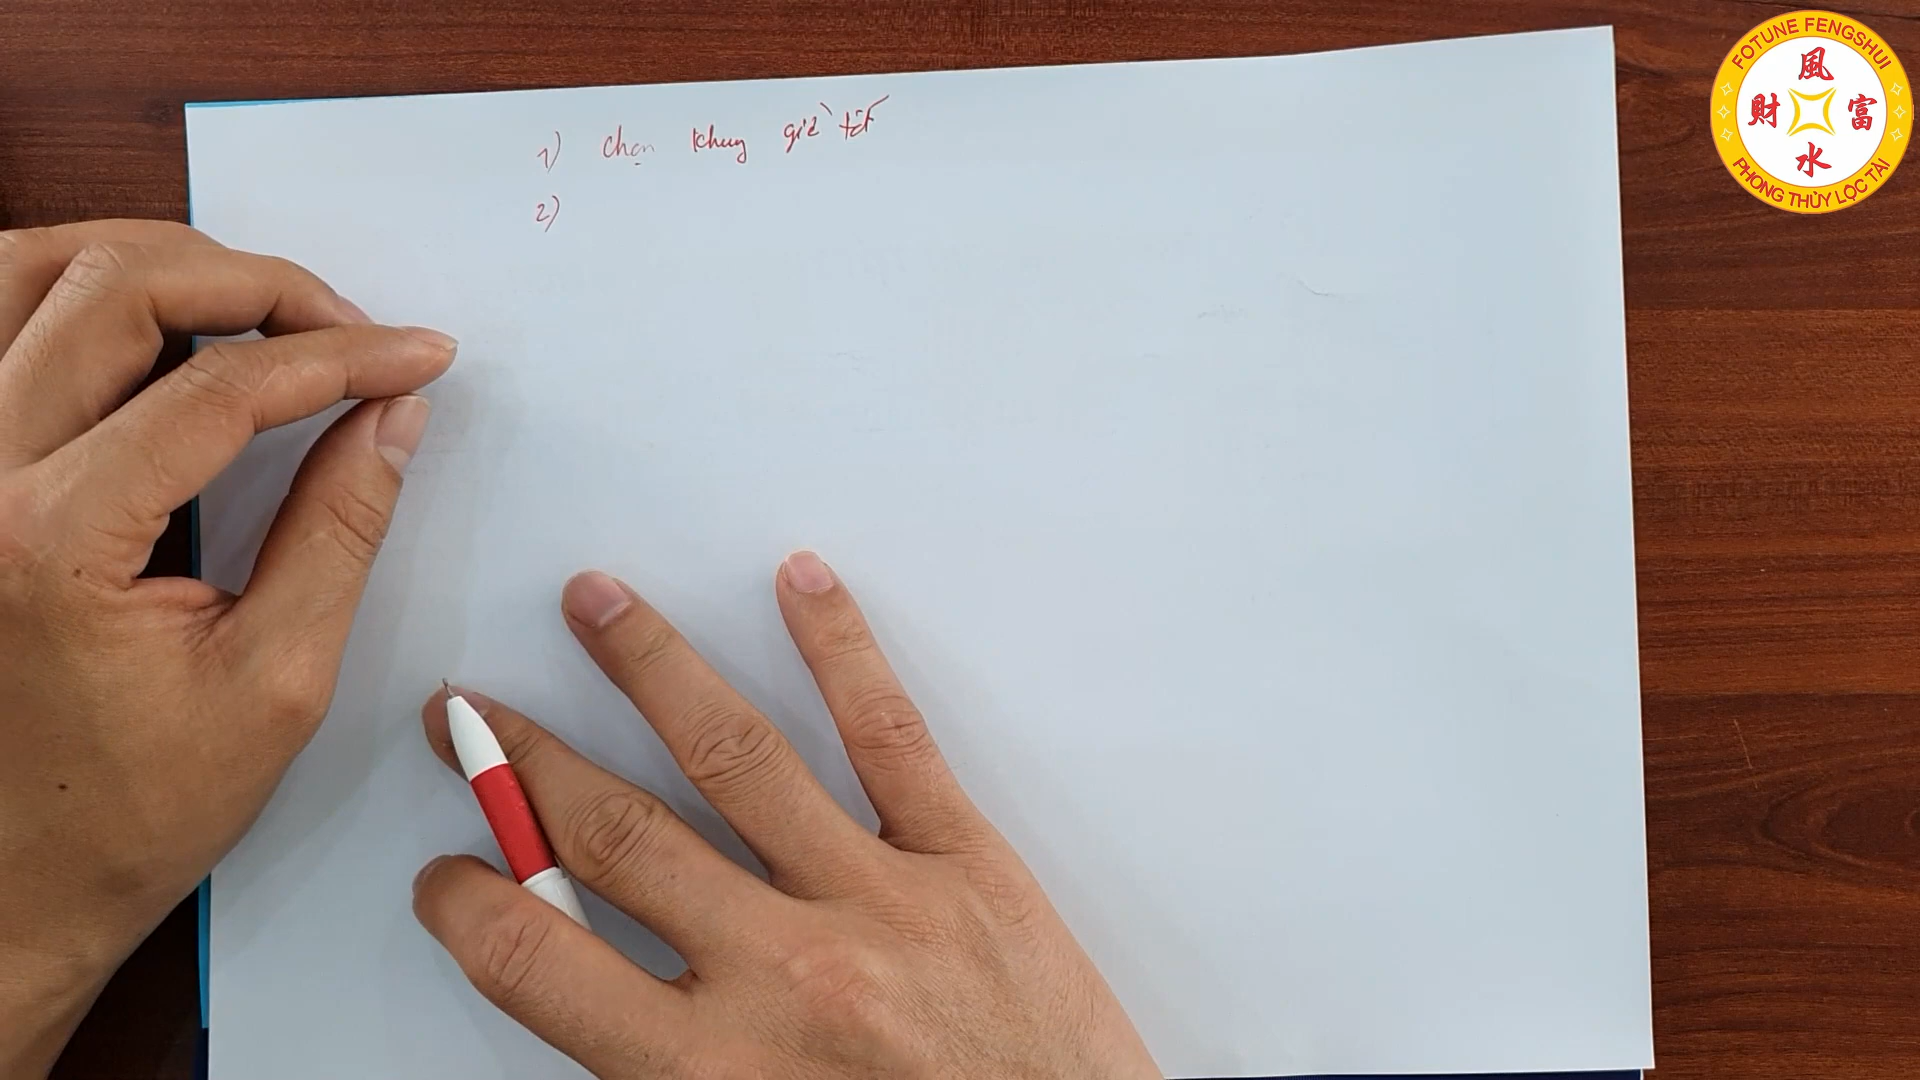 1) chọn khung giờ tốt
2)
FOTUNE FENGSHUI
風
財 富
水
PHONG THỦY LỘC TÀI